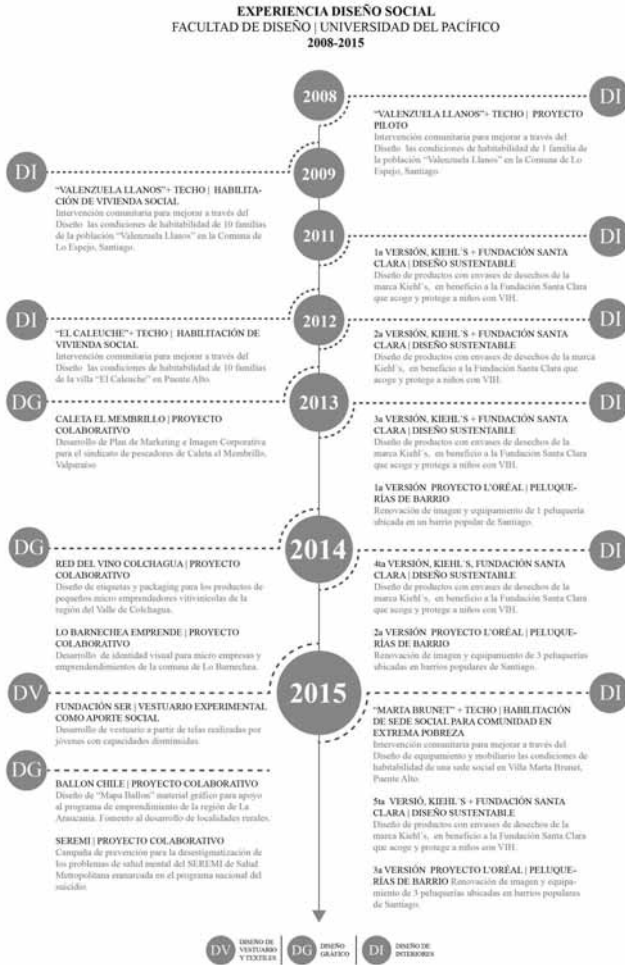 EXPERIENCIA DISEÑO SOCIAL
FACULTAD DE DISEÑO | UNIVERSIDAD DEL PACÍFICO
2008-2015
2008
DI
"VALENZUELA LLANOS"+ TECHO | PROYECTO
PILOTO
Intervención comunitaria para mejorar a través del
Diseño las condiciones de habitabilidad de 1 familia de
la población "Valenzuela Llanos" en la Comuna de Lo
Espejo, Santiago
2009
DI
"VALENZUELA LLANOS"+ TECHO | HABILITA-
CIÓN DE VIVIENDA SOCIAL
Intervención comunitaria para mejorar a través del
Diseño las condiciones de habitabilidad de 10 familias
de la población "Valenzuela Llanos" en la Comuna de
Lo Espejo, Santiago.
2011
DI
1a VERSIÓN, KIEHL´S + FUNDACIÓN SANTA
CLARA | DISEÑO SUSTENTABLE
Diseño de productos con envases de desechos de la
marca Kiehl´s, en beneficio a la Fundación Santa Clara
que acoge y protege a niños con VIH.
2012
DI
"EL CALEUCHE"+ TECHO | HABILITACIÓN DE
VIVIENDA SOCIAL
Intervención comunitaria para mejorar a través del
Diseño las condiciones de habitabilidad de 10 familias
de la villa "El Caleuche" en Puente Alto.
DI
2a VERSIÓN, KIEHL´S + FUNDACIÓN SANTA
CLARA | DISEÑO SUSTENTABLE
Diseño de productos con envases de desechos de la marca
Kiehl´s, en beneficio a la Fundación Santa Clara que
acoge y protege a niños con VIH.
2013
DG
CALETA EL MEMBRILLO | PROYECTO
COLABORATIVO
Desarrollo de Plan de Marketing e Imagen Corporativa
para el sindicato de pescadores de Caleta el Membrillo,
Valparaíso
DI
3a VERSIÓN, KIEHL´S + FUNDACIÓN SANTA
CLARA | DISEÑO SUSTENTABLE
Diseño de productos con envases de desechos de la
marca Kiehl´s, en beneficio a la Fundación Santa Clara
que acoge y protege a niños con VIH.
1a VERSIÓN PROYECTO L'ORÉAL | PELUQUE-
RÍAS DE BARRIO
Renovación de imagen y equipamiento de 1 peluquería
ubicada en un barrio popular de Santiago.
2014
DG
RED DEL VINO COLCHAGUA | PROYECTO
COLABORATIVO
Diseño de etiquetas y packaging para los productos de
pequeños micro emprendadores vitivinícolas de la
región del Valle de Colchagua.
LO BARNECHEA EMPRENDE | PROYECTO
COLABORATIVO
Desarrollo de identidad visual para micro empresas y
emprendendimientos de la comuna de Lo Barnechea.
DI
4ta VERSIÓN, KIEHL´S, FUNDACIÓN SANTA
CLARA | DISEÑO SUSTENTABLE
Diseño de productos con envases de desechos de la
marca Kiehl´s, en beneficio a la Fundación Santa Clara
que acoge y protege a niños con VIH.
2a VERSIÓN PROYECTO L'ORÉAL | PELUQUE-
RÍAS DE BARRIO
Renovación de imagen y equipamiento de 3 peluquerías
ubicadas en barrios populares de Santiago.
2015
DV
FUNDACIÓN SER | VESTUARIO EXPERIMENTAL
COMO APORTE SOCIAL
Desarrollo de vestuario a partir de telas realizadas por
jóvenes con capacidades disminuidas.
DG
BALLON CHILE | PROYECTO COLABORATIVO
Diseño de "Mapa Ballon" material gráfico para apoyo
al programa de emprendimiento de la región de La
Araucanía. Fomento al desarrollo de localidades rurales.
SEREMI | PROYECTO COLABORATIVO
Campaña de prevención para la desestigmatización de
los problemas de salud mental del SEREMI de Salud
Metropolitana enmarcada en el programa nacional del
suicidio.
DI
"MARTA BRUNET" + TECHO | HABILITACIÓN
DE SEDE SOCIAL PARA COMUNIDAD EN
EXTREMA POBREZA
Intervención comunitaria para mejorar a través del
Diseño de equipamiento y mobiliario las condiciones de
habitabilidad de una sede social en Villa Marta Brunet,
Puente Alto.
5ta VERSIÓ, KIEHL´S + FUNDACIÓN SANTA
CLARA | DISEÑO SUSTENTABLE
Diseño de productos con envases de desechos de la
marca Kiehl´s, en beneficio a la Fundación Santa Clara
que acoge y protege a niños con VIH.
3a VERSIÓN PROYECTO L'ORÉAL | PELUQUE-
RÍAS DE BARRIO Renovación de imagen y equipa-
miento de 3 peluquerías ubicadas en barrios populares
de Santiago.
DV DISEÑO DE
VESTUARIO
Y TEXTILES
DG DISEÑO
GRÁFICO
DI DISEÑO DE
INTERIORES